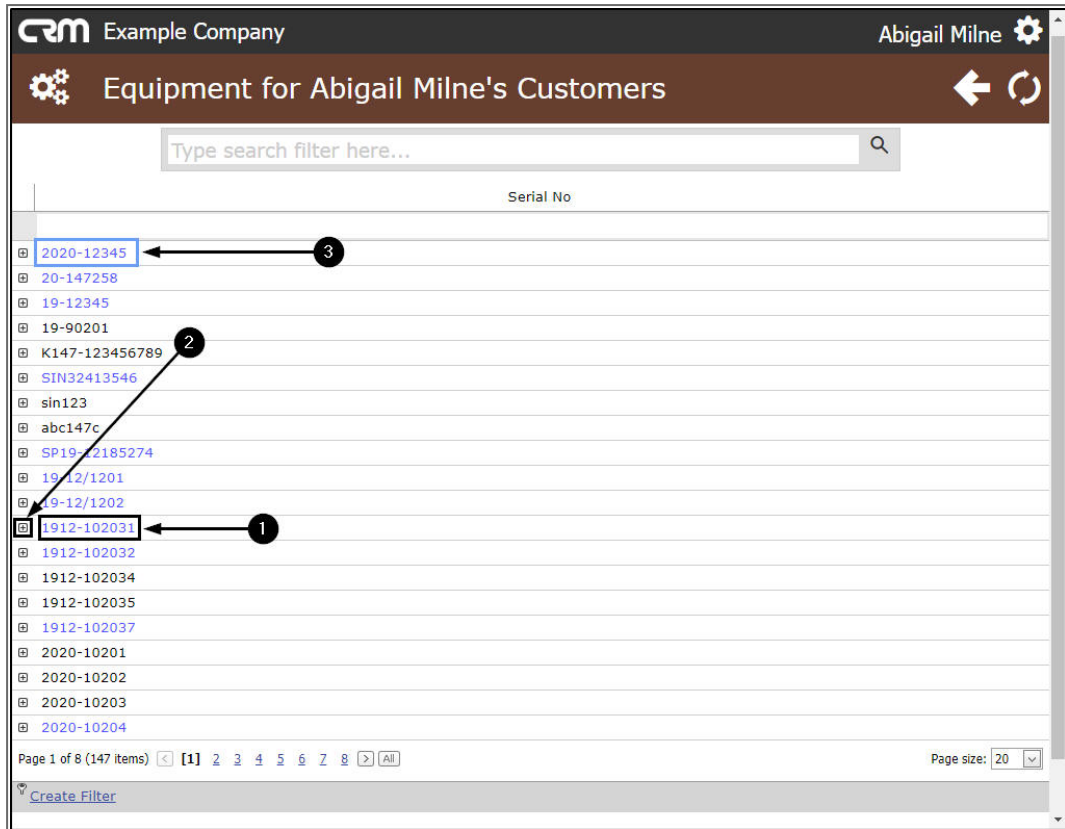 CRM Example Company Abigail Milne
Equipment for Abigail Milne's Customers
Type search filter here...
Serial No
2020-12345 3
20-147258
19-12345
19-90201
2
K147-123456789
SIN32413546
sin123
abc147c
SP19-12185274
19-12/1201
19-12/1202
1912-102031 1
1912-102032
1912-102034
1912-102035
1912-102037
2020-10201
2020-10202
2020-10203
2020-10204
Page 1 of 8 (147 items) < [1] 2 3 4 5 6 7 8 > All Page size: 20
Create Filter